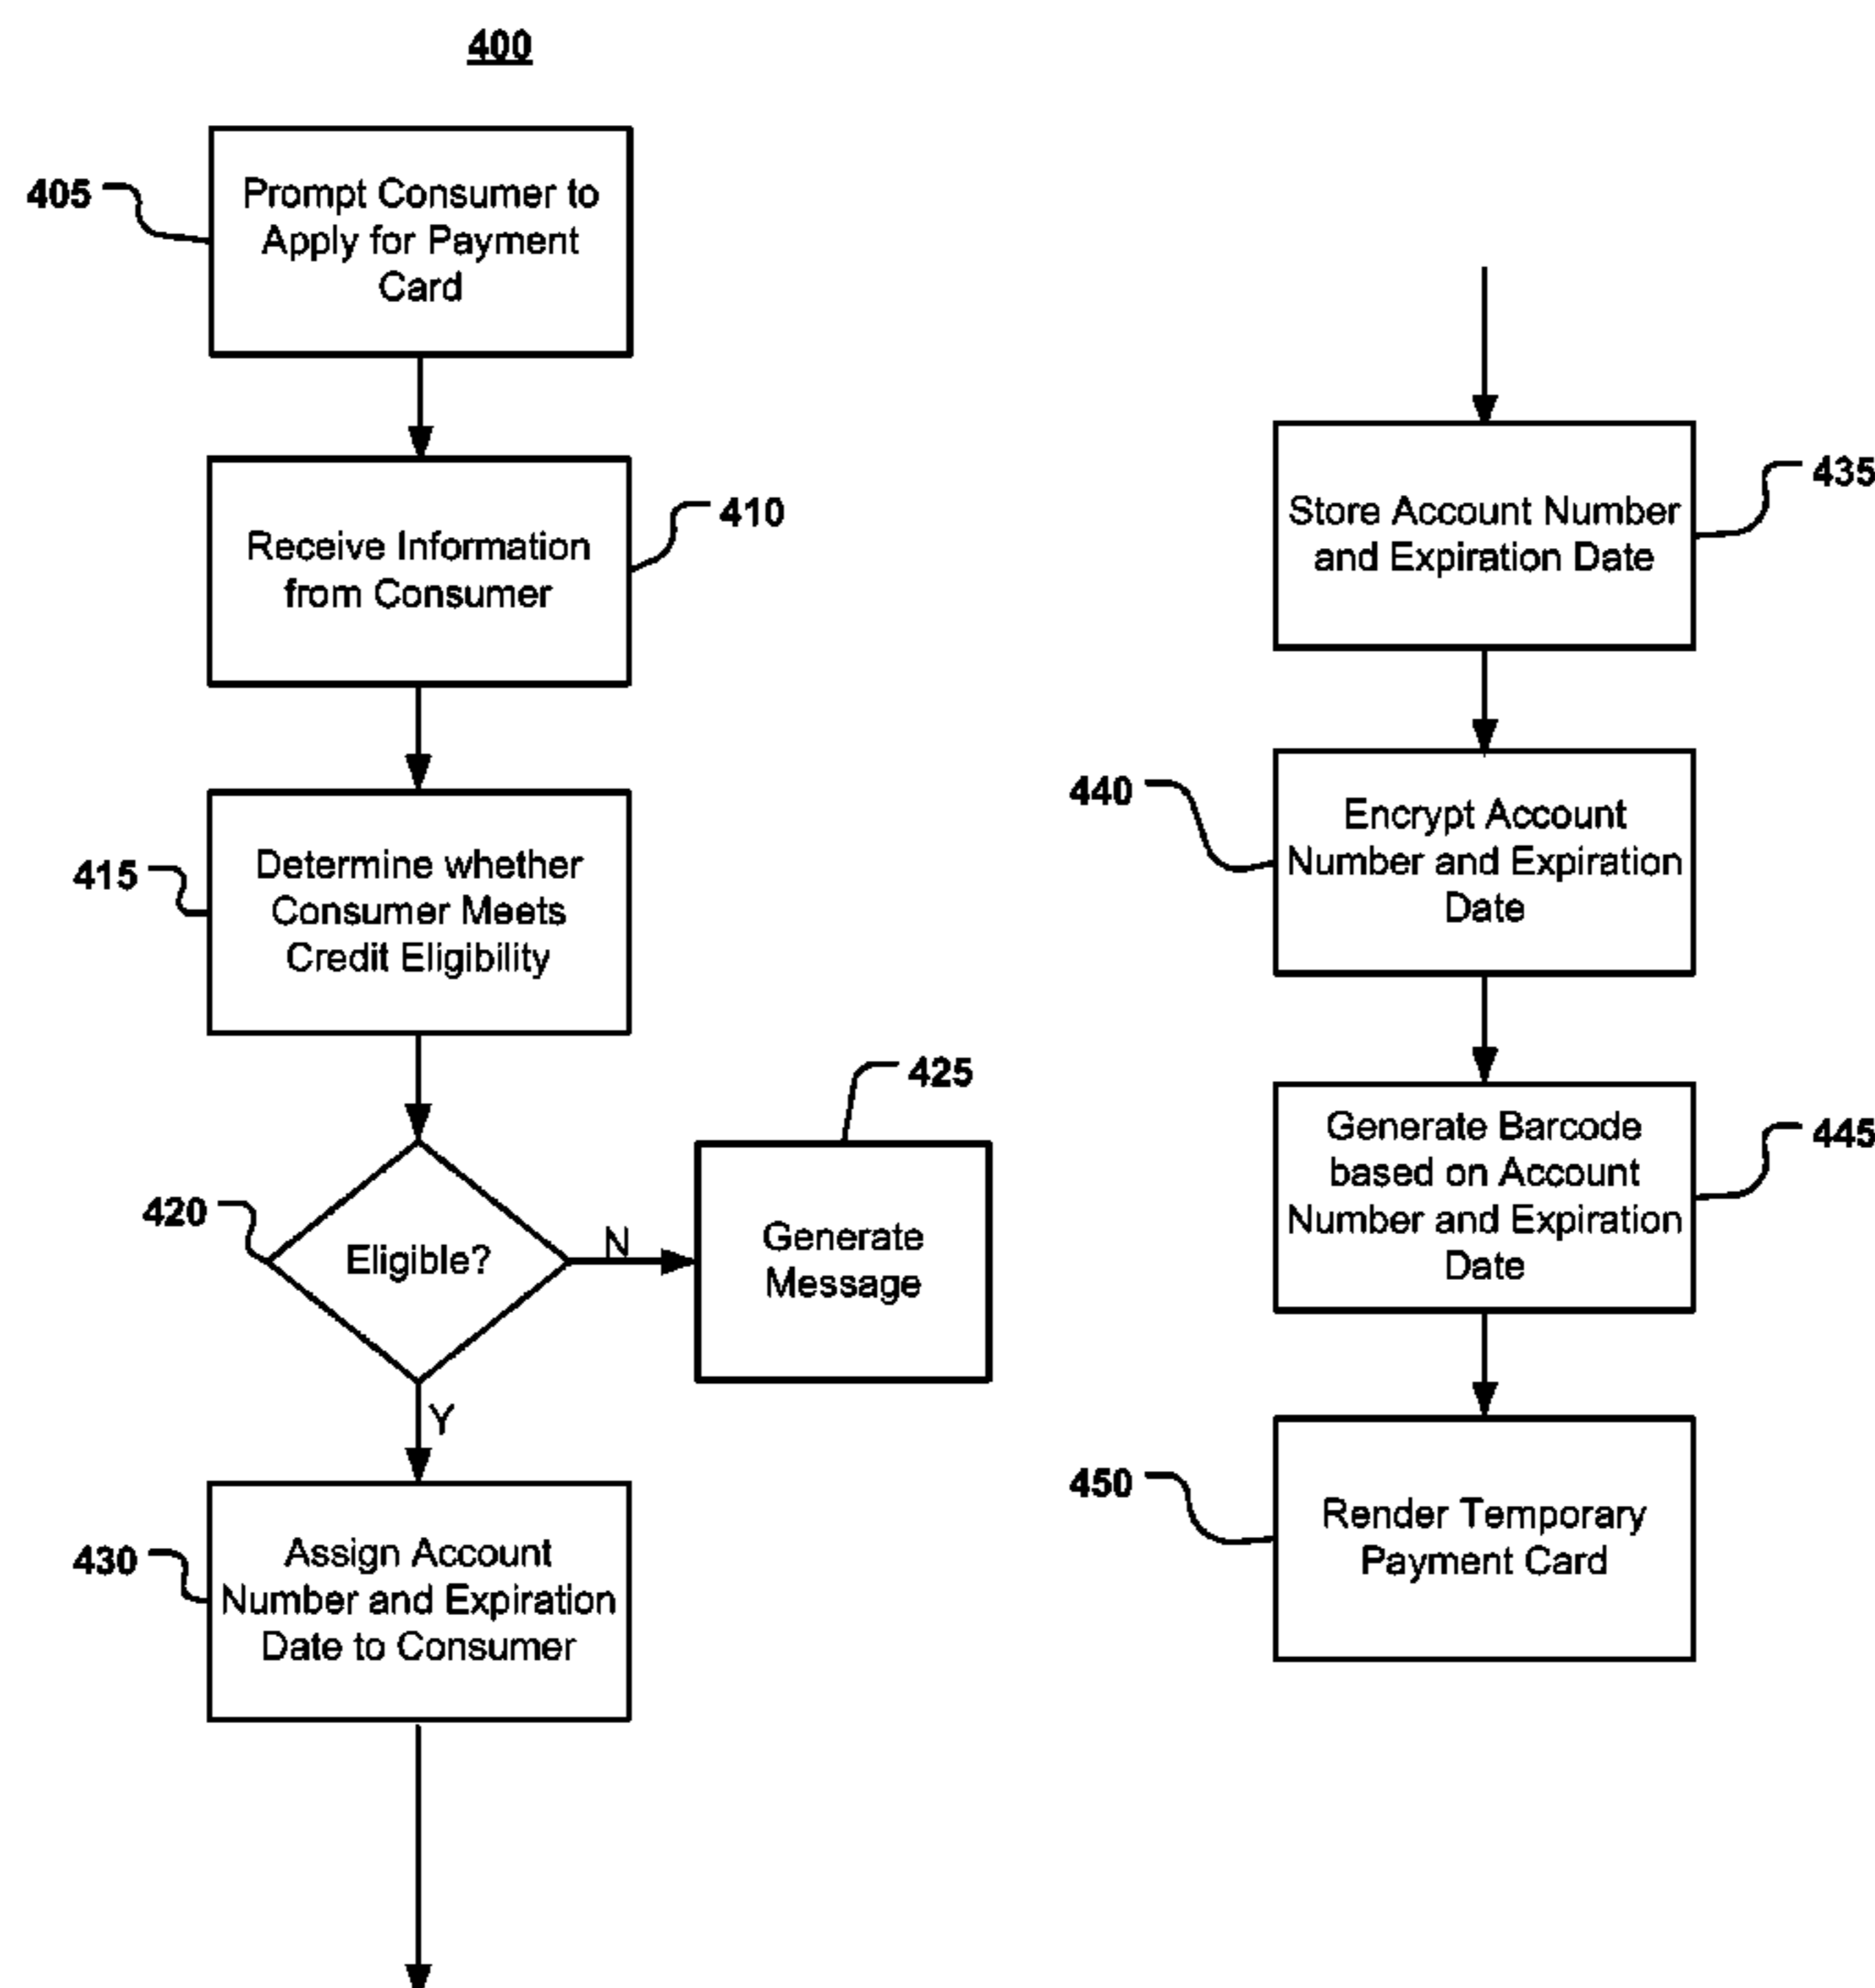 400
405
Prompt Consumer to
Apply for Payment
Card
410
Receive Information
from Consumer
415
Determine whether
Consumer Meets
Credit Eligibility
420
Eligible?
N
425
Generate
Message
Y
430
Assign Account
Number and Expiration
Date to Consumer
435
Store Account Number
and Expiration Date
440
Encrypt Account
Number and Expiration
Date
445
Generate Barcode
based on Account
Number and Expiration
Date
450
Render Temporary
Payment Card